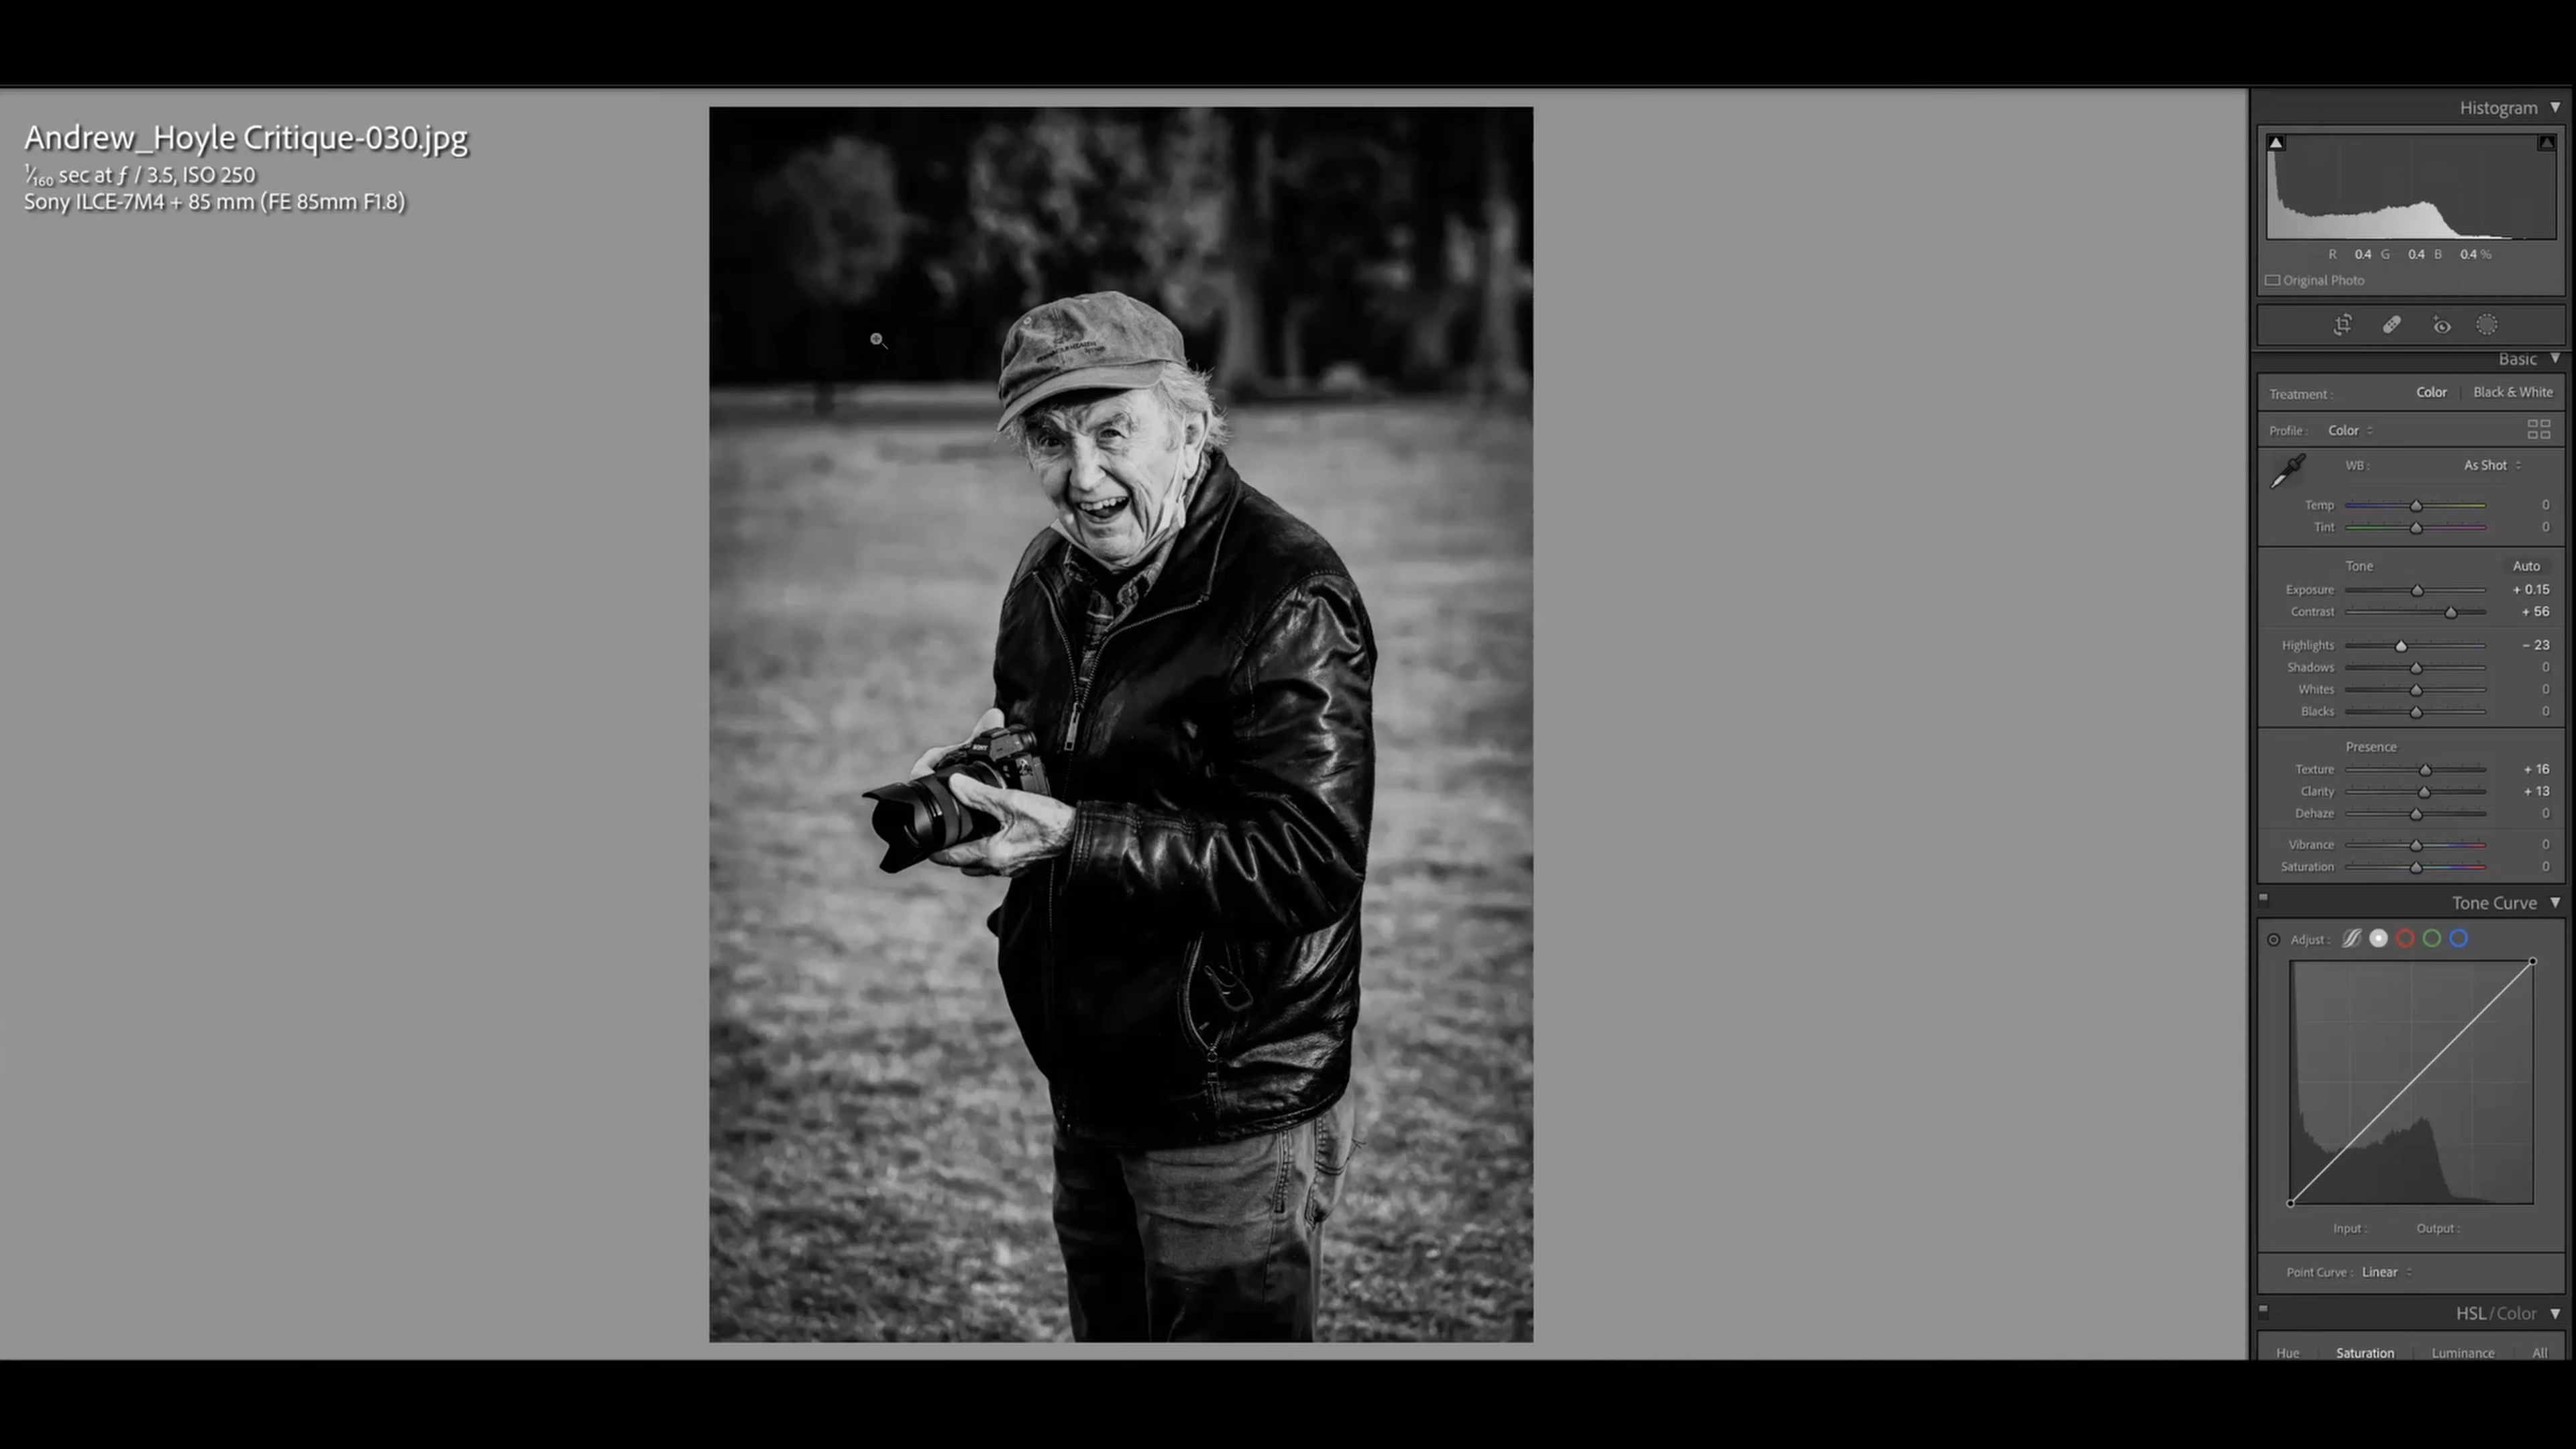 Andrew_Hoyle Critique-030.jpg
1/160 sec at ƒ / 3.5, ISO 250
Sony ILCE-7M4 + 85 mm (FE 85mm F1.8)
SONY
Histogram
R 0.4 G 0.4 B 0.4 %
Original Photo
Basic
Treatment : Color Black & White
Profile : Color
WB : As Shot
Temp 0
Tint 0
Tone Auto
Exposure + 0.15
Contrast + 56
Highlights - 23
Shadows 0
Whites 0
Blacks 0
Presence
Texture + 16
Clarity + 13
Dehaze 0
Vibrance 0
Saturation 0
Tone Curve
Adjust :
Input : Output :
Point Curve : Linear
HSL / Color
Hue Saturation Luminance All